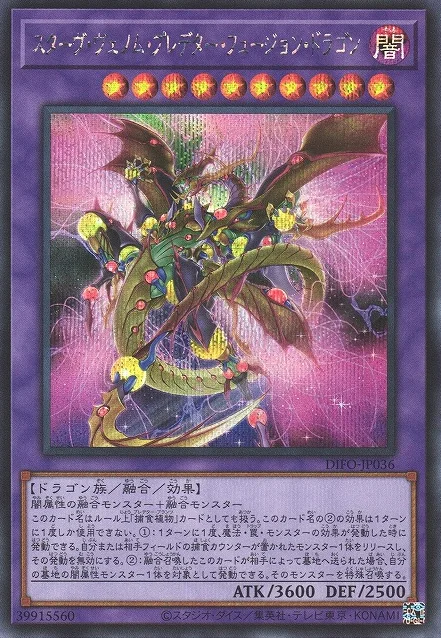 スターヴ・ヴェノム・プレデター・フュージョン・ドラゴン 闇
DIFO-JP036
【ドラゴン族／融合／効果】
闇属性の融合モンスター＋融合モンスター
このカード名はルール上「捕食植物」カードとしても扱う。このカード名の②の効果は1ターン
に1度しか使用できない。①：1ターンに1度、魔法・罠・モンスターの効果が発動した時に
発動できる。自分または相手フィールドの捕食カウンターが置かれたモンスター1体をリリースし、
その発動を無効にする。②：融合召喚したこのカードが相手によって墓地へ送られた場合、自分
の墓地の闇属性モンスター1体を対象として発動できる。そのモンスターを特殊召喚する。
ATK/3600 DEF/2500
39915560 ©スタジオ・ダイス／集英社・テレビ東京・KONAMI